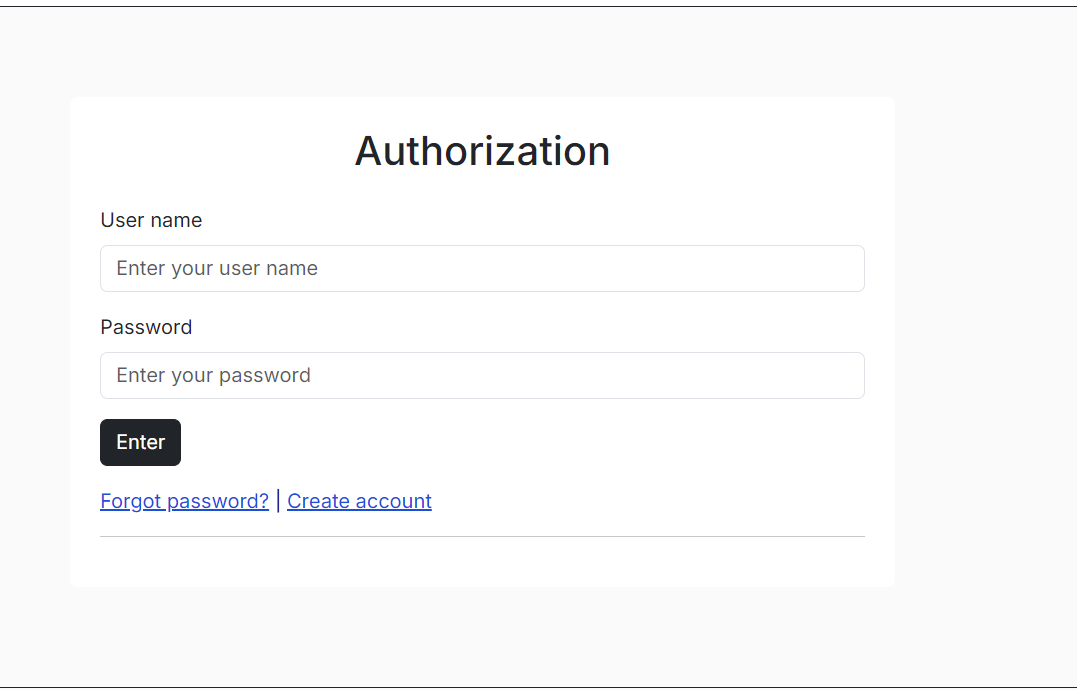 Authorization
User name
Enter your user name
Password
Enter your password
Enter
Forgot password? | Create account